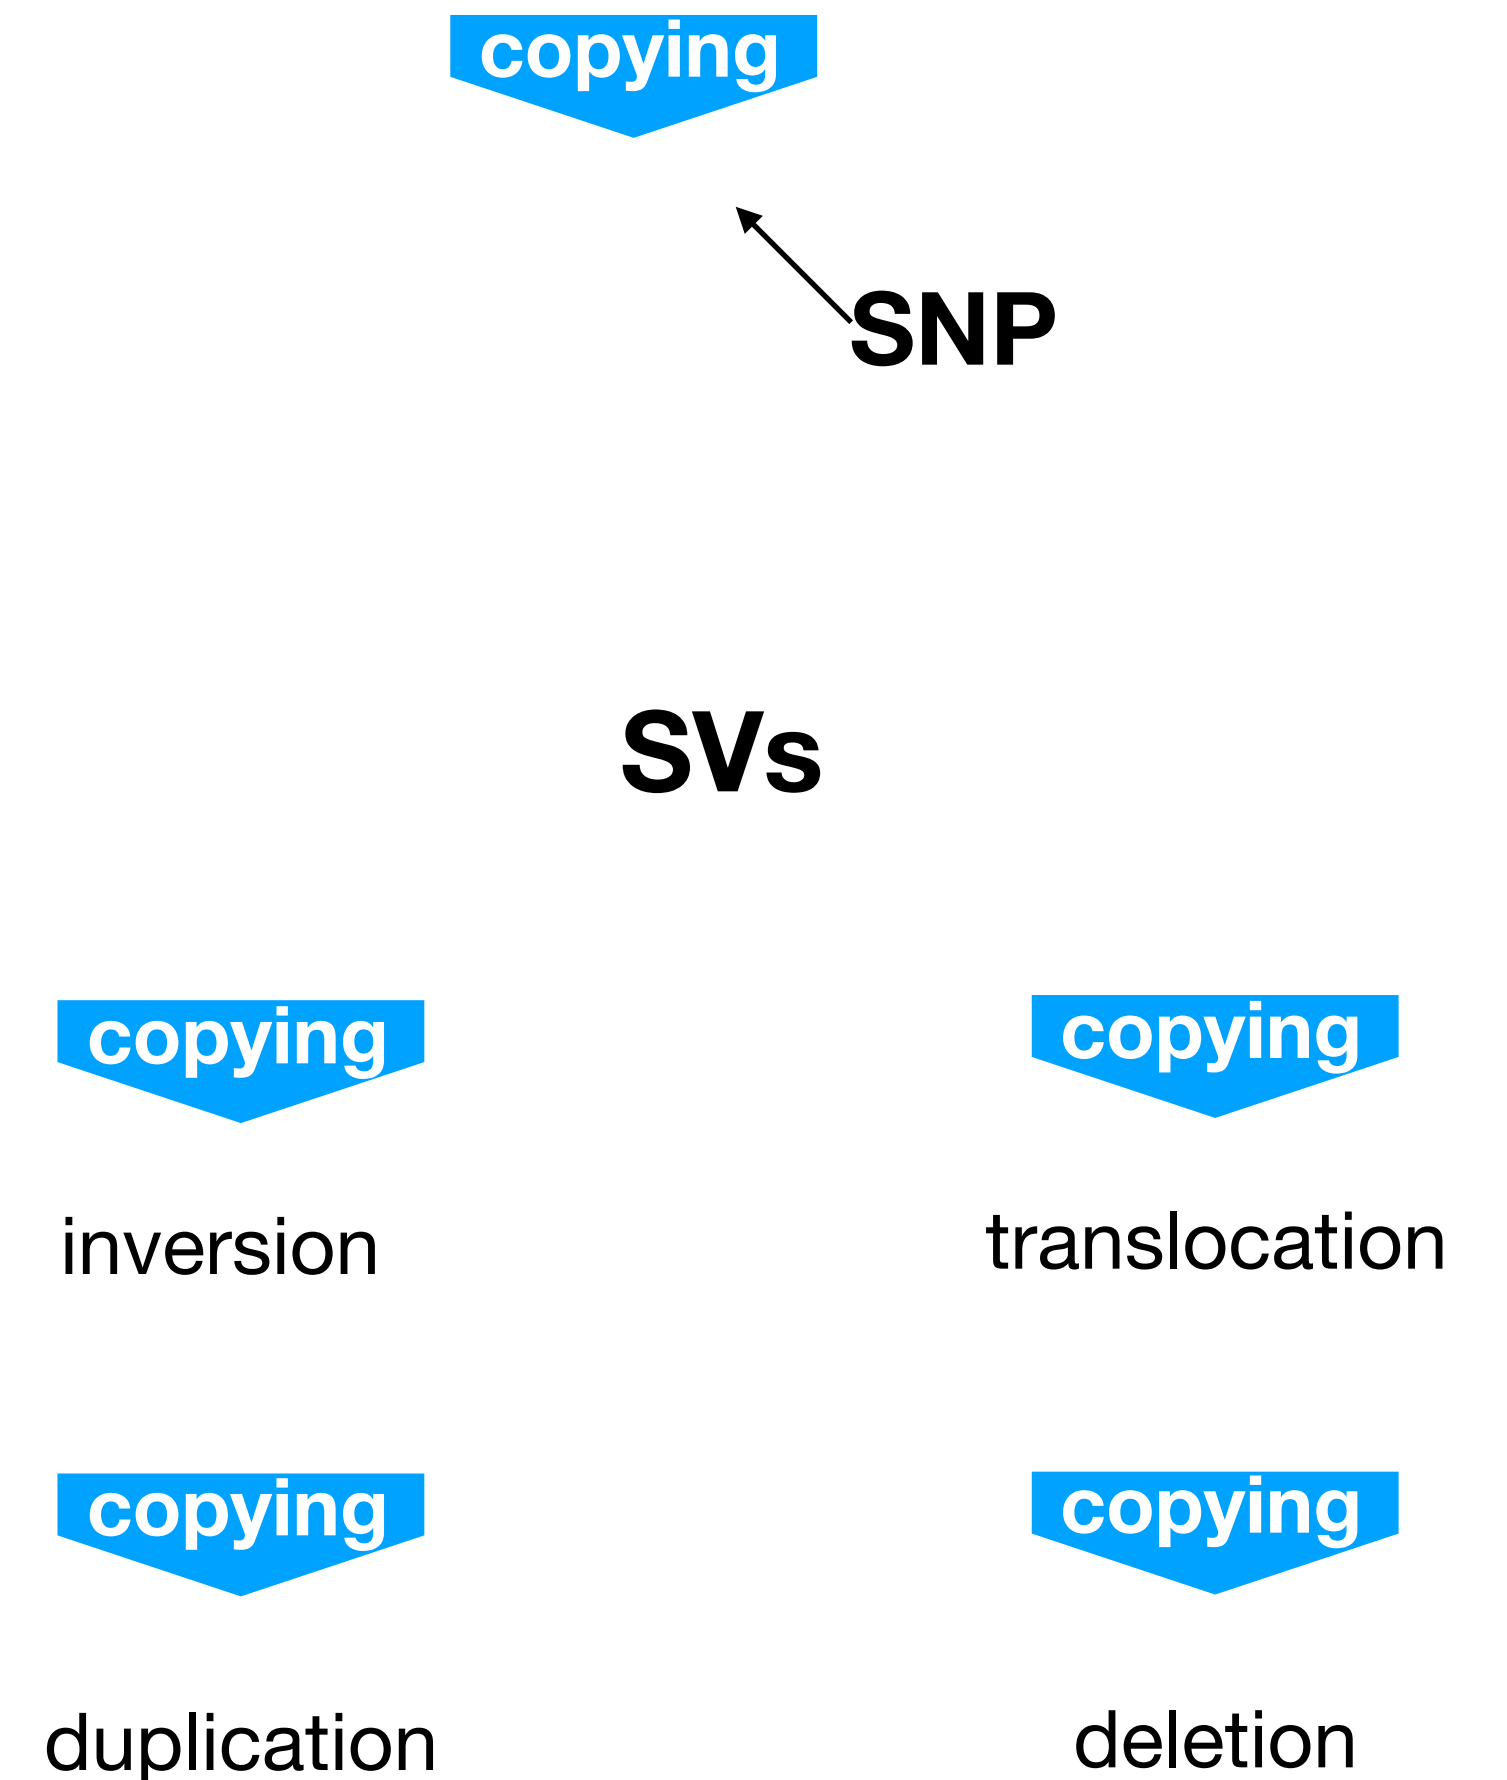 copying
SNP
SVs
copying
copying
inversion
translocation
copying
copying
duplication
deletion